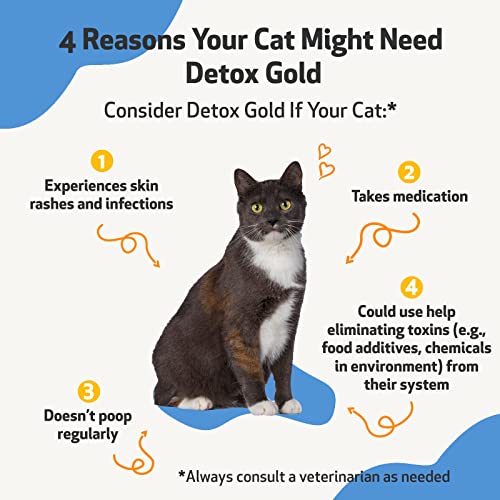 4 Reasons Your Cat Might Need
Detox Gold
Consider Detox Gold If Your Cat:*
1
Experiences skin
rashes and infections
2
Takes medication
3
Doesn't poop
regularly
4
Could use help
eliminating toxins (e.g.,
food additives, chemicals
in environment) from
their system
*Always consult a veterinarian as needed